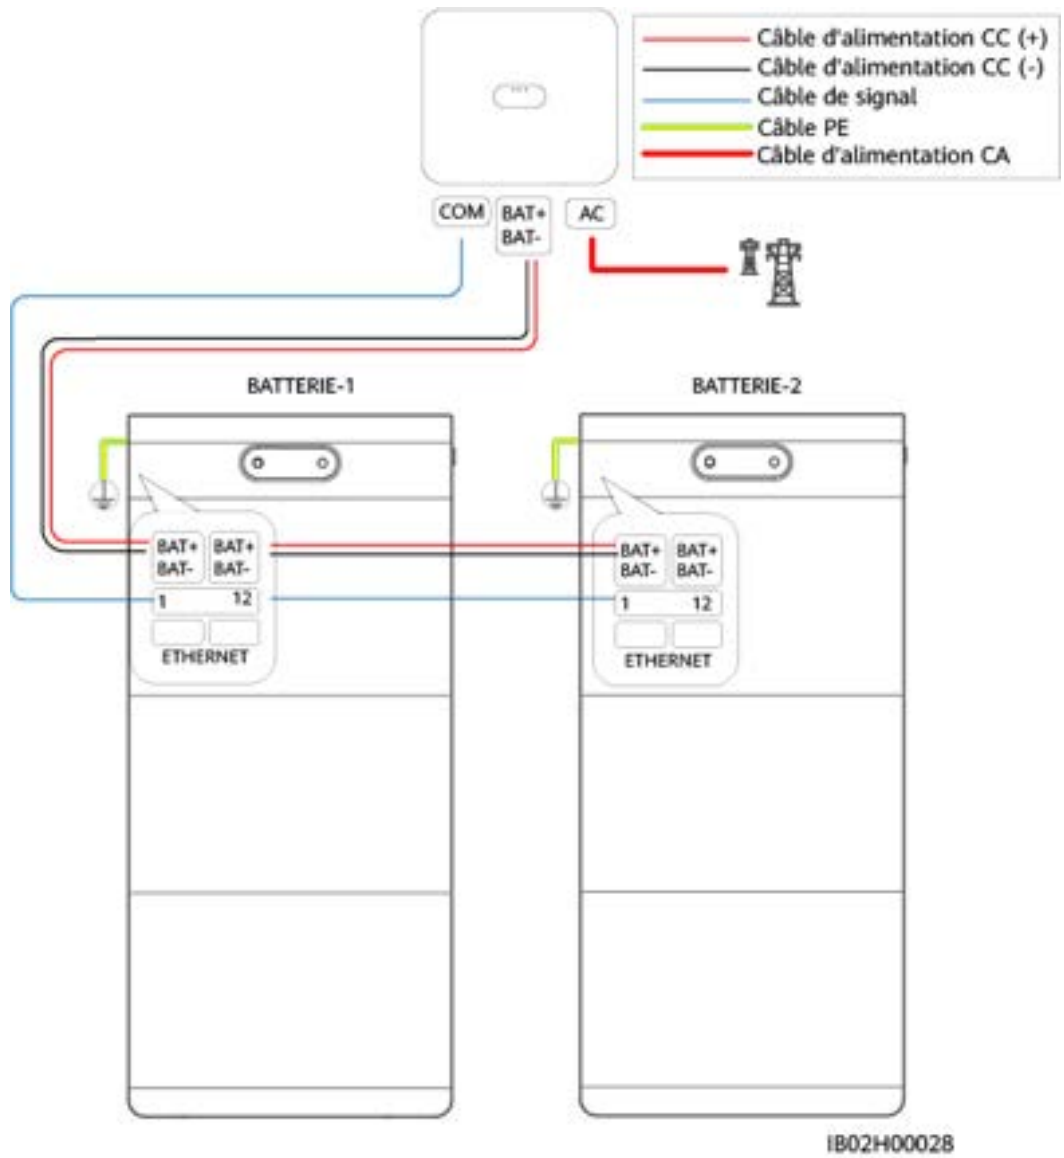 Câble d'alimentation CC (+)
Câble d'alimentation CC (-)
Câble de signal
Câble PE
Câble d'alimentation CA
COM
BAT+
BAT-
AC
BATTERIE-1
BATTERIE-2
BAT+ BAT+
BAT- BAT-
1 12
ETHERNET
BAT+ BAT+
BAT- BAT-
1 12
ETHERNET
IB02H00028